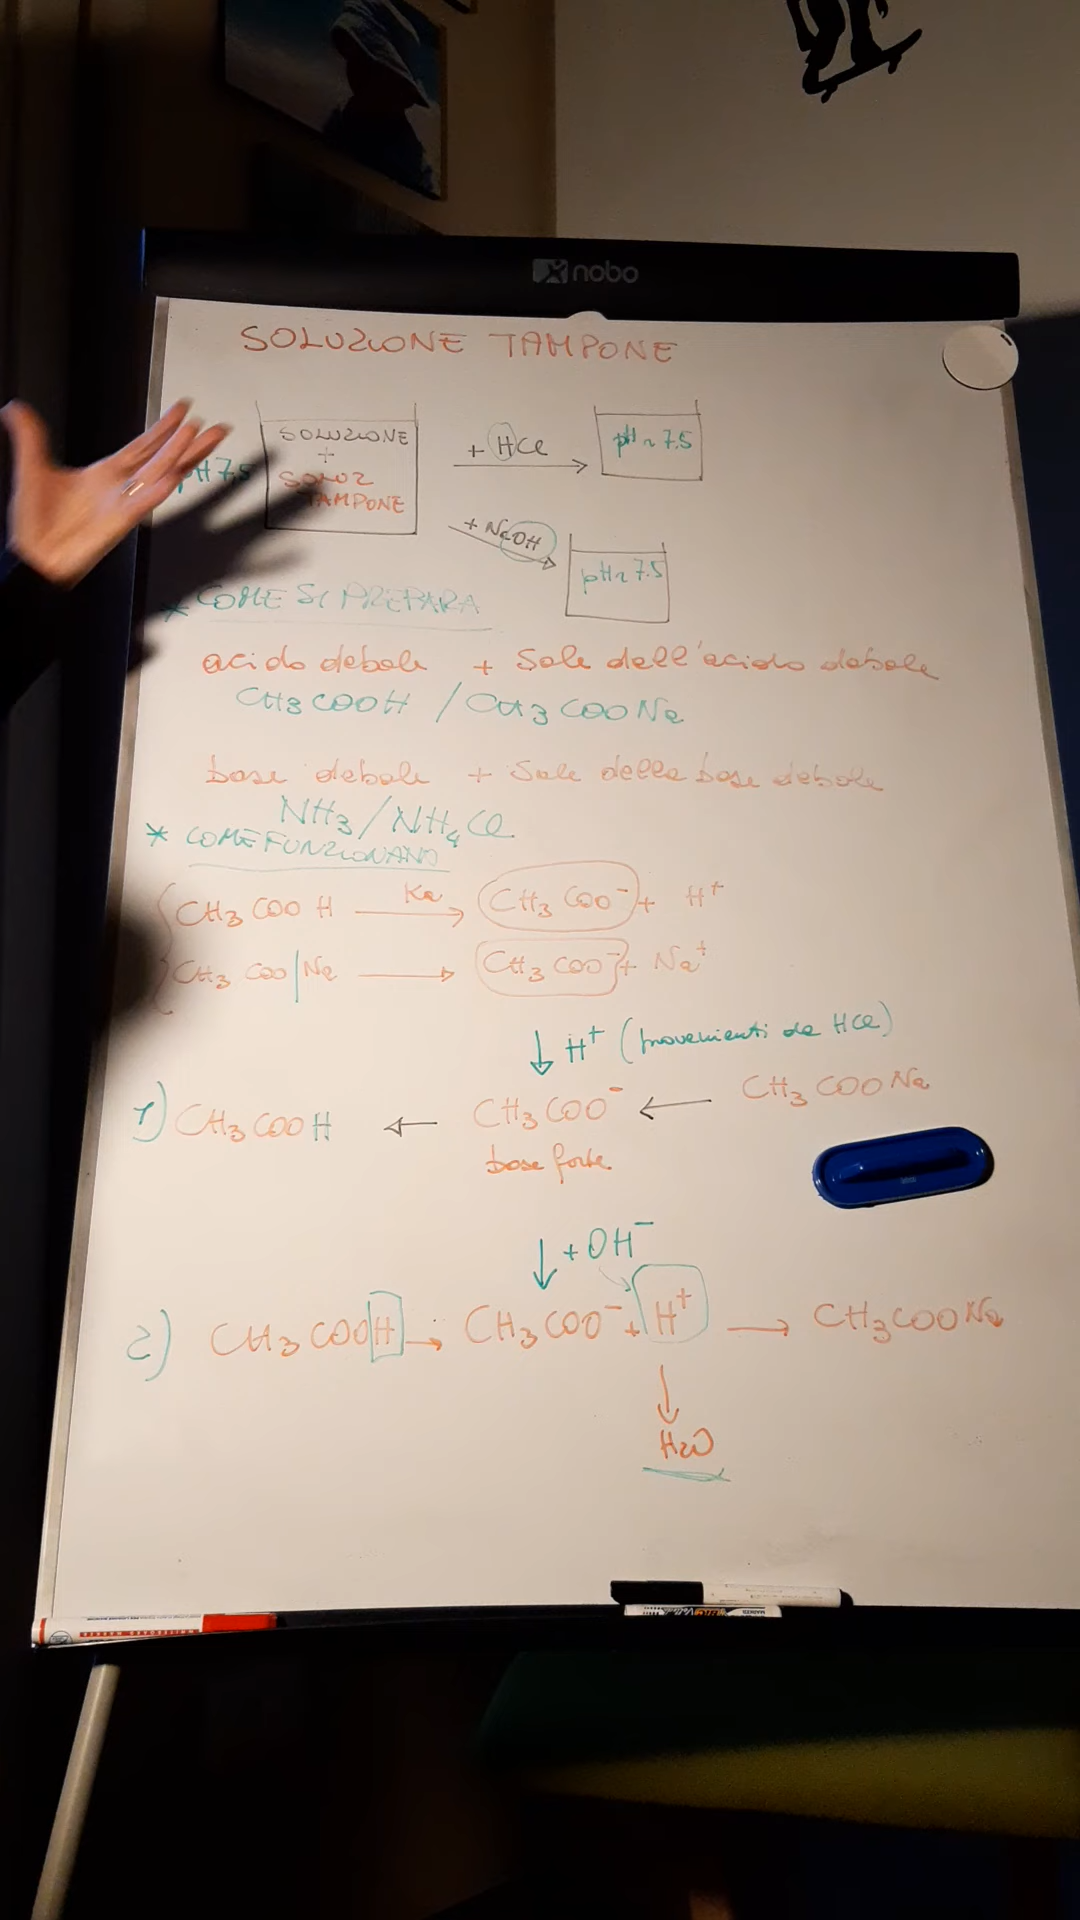 nobo
SOLUZIONE TAMPONE
pH 7.5
SOLUZIONE
+
SOLUZ
TAMPONE
+ HCl
pH ~ 7.5
+ NaOH
pH ~ 7.5
* COME SI PREPARA
acido debole + Sale dell'acido debole
CH3COOH / CH3COONa
base debole + Sale della base debole
NH3/NH4Cl
* COME FUNZIONANO
CH3COOH Ka → CH3COO⁻ + H⁺
CH3COO|Na → CH3COO⁻ + Na⁺
↓ H⁺ (provenienti da HCl)
1) CH3COOH ← CH3COO⁻ ← CH3COONa
base forte
↓ + OH⁻
2) CH3COOH → CH3COO⁻ + H⁺ → CH3COONa
↓
H2O